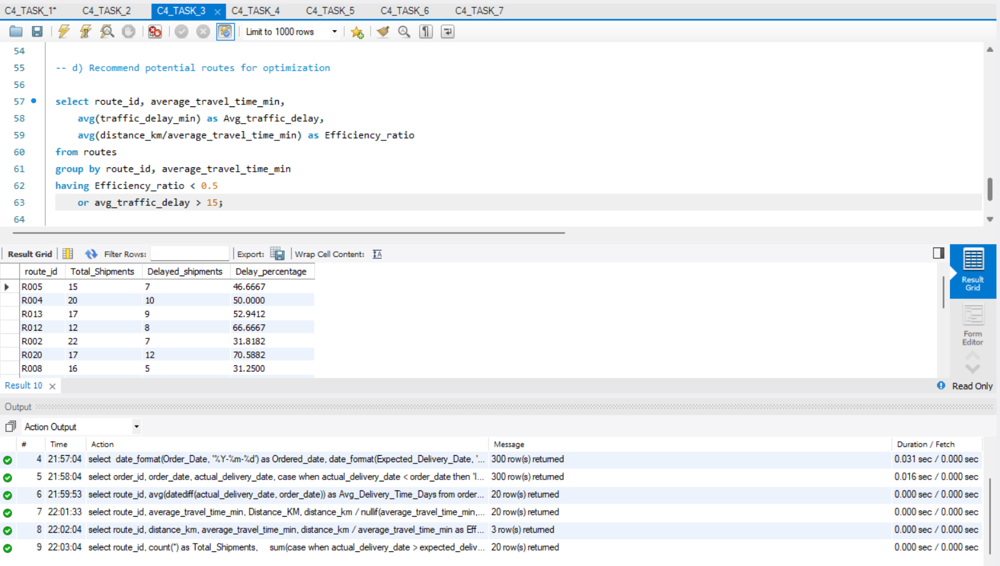 C4_TASK_1* C4_TASK_2 C4_TASK_3 × C4_TASK_4 C4_TASK_5 C4_TASK_6 C4_TASK_7
Limit to 1000 rows
54
55 -- d) Recommend potential routes for optimization
56
57 select route_id, average_travel_time_min,
58 avg(traffic_delay_min) as Avg_traffic_delay,
59 avg(distance_km/average_travel_time_min) as Efficiency_ratio
60 from routes
61 group by route_id, average_travel_time_min
62 having Efficiency_ratio < 0.5
63 or avg_traffic_delay > 15;
64
Result Grid Filter Rows: Export: Wrap Cell Content:
route_id Total_Shipments Delayed_shipments Delay_percentage
R005 15 7 46.6667
R004 20 10 50.0000
R013 17 9 52.9412
R012 12 8 66.6667
R002 22 7 31.8182
R020 17 12 70.5882
R008 16 5 31.2500
Result Grid
Form Editor
Result 10 × Read Only
Output
Action Output
# Time Action Message Duration / Fetch
4 21:57:04 select date_format(Order_Date, '%Y-%m-%d') as Ordered_date, date_format(Expected_Delivery_Date, '... 300 row(s) returned 0.031 sec / 0.000 sec
5 21:58:04 select order_id, order_date, actual_delivery_date, case when actual_delivery_date < order_date then 'I... 300 row(s) returned 0.016 sec / 0.000 sec
6 21:59:53 select route_id, avg(datediff(actual_delivery_date, order_date)) as Avg_Delivery_Time_Days from order... 20 row(s) returned 0.000 sec / 0.000 sec
7 22:01:33 select route_id, average_travel_time_min, Distance_KM, distance_km / nullif(average_travel_time_min,... 20 row(s) returned 0.000 sec / 0.000 sec
8 22:02:04 select route_id, distance_km, average_travel_time_min, distance_km / average_travel_time_min as Eff... 3 row(s) returned 0.000 sec / 0.000 sec
9 22:03:04 select route_id, count(*) as Total_Shipments, sum(case when actual_delivery_date > expected_deliv... 20 row(s) returned 0.000 sec / 0.000 sec